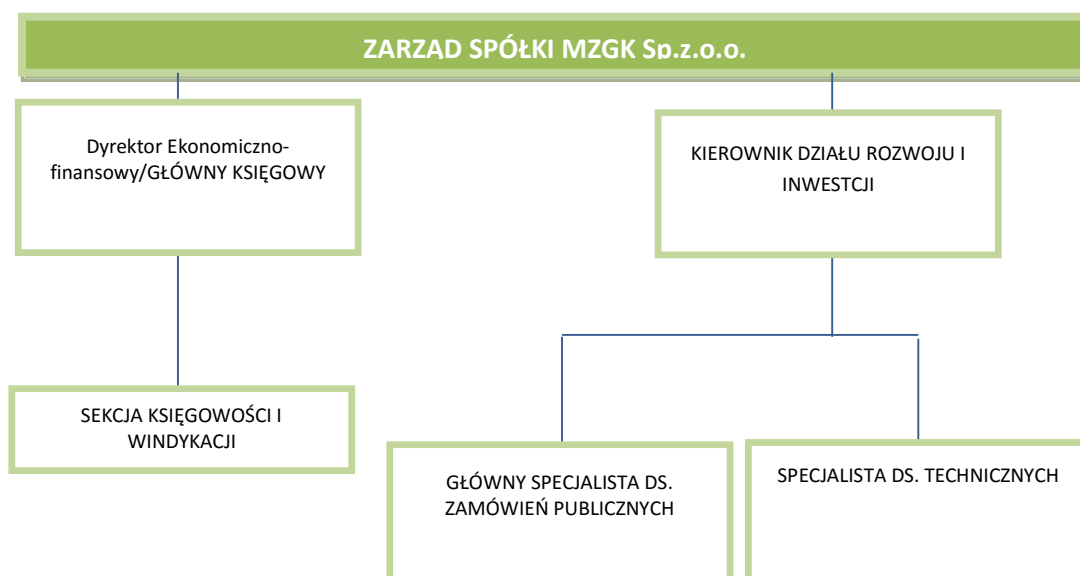 ZARZĄD SPÓŁKI MZGK Sp.z.o.o.
Dyrektor Ekonomiczno-
finansowy/GŁÓWNY KSIĘGOWY
KIEROWNIK DZIAŁU ROZWOJU I
INWESTCJI
SEKCJA KSIĘGOWOŚCI I
WINDYKACJI
GŁÓWNY SPECJALISTA DS.
ZAMÓWIEŃ PUBLICZNYCH
SPECJALISTA DS. TECHNICZNYCH